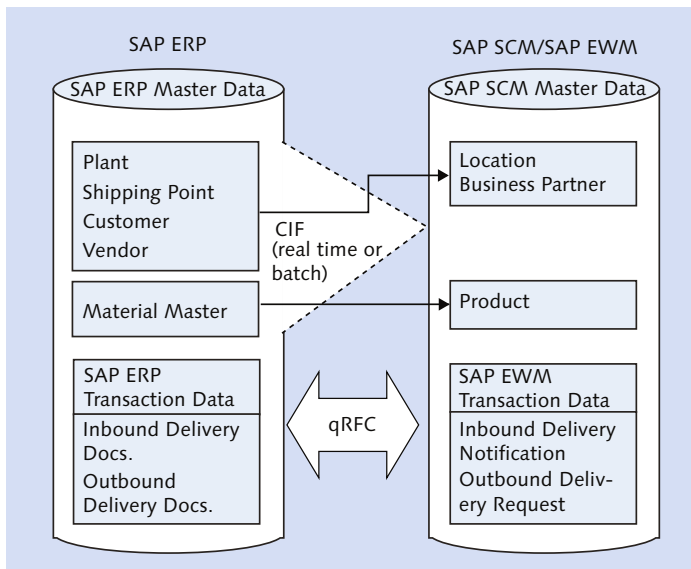 SAP ERP
SAP SCM/SAP EWM
SAP ERP Master Data
SAP SCM Master Data
Plant
Shipping Point
Customer
Vendor
Location
Business Partner
CIF
(real time or
batch)
Material Master
Product
SAP ERP
Transaction Data
Inbound Delivery
Docs.
Outbound
Delivery Docs.
qRFC
SAP EWM
Transaction Data
Inbound Delivery
Notification
Outbound Deliv-
ery Request